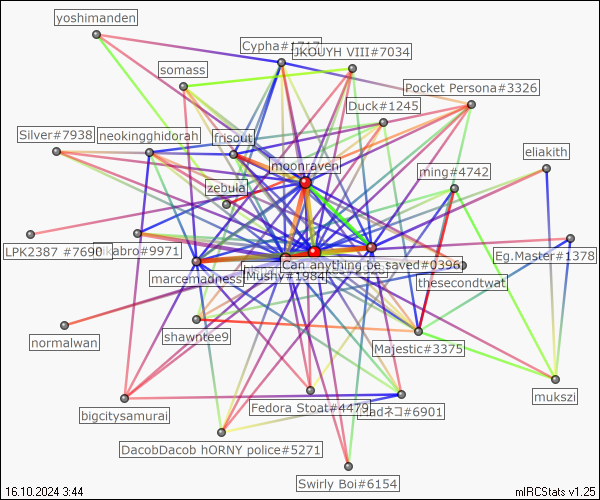 yoshimanden
Cypha#1717
JKOUYH VIII#7034
somass
Pocket Persona#3326
Duck#1245
Silver#7938
neokingghidorah
frisout
eliakith
moonraven
ming#4742
zebuia
LPK2387 #7690
abro#9971
Eg.Master#1378
Can anything be saved#0396
marcemadness
Mushy#1984
thesecondtwat
normalwan
shawntee9
Majestic#3375
mukszi
bigcitysamurai
Fedora Stoat#4479
adネコ#6901
DacobDacob hORNY police#5271
Swirly Boi#6154
16.10.2024 3:44
mIRCStats v1.25